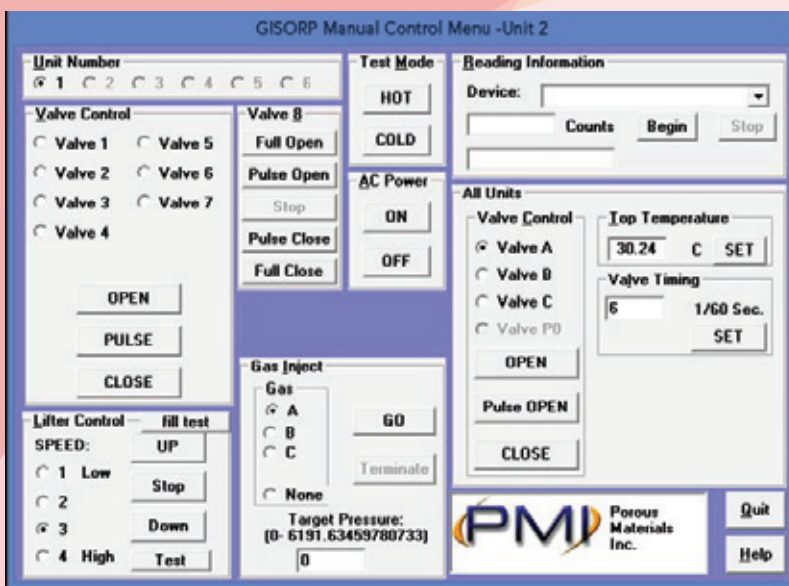 GISORP Manual Control Menu -Unit 2
Unit Number
1 2 3 4 5 6
Valve Control
Valve 1 Valve 5
Valve 2 Valve 6
Valve 3 Valve 7
Valve 4
OPEN
PULSE
CLOSE
Valve 8
Full Open
Pulse Open
Stop
Pulse Close
Full Close
Test Mode
HOT
COLD
AC Power
ON
OFF
Reading Information
Device:
Counts Begin Stop
All Units
Valve Control
Valve A
Valve B
Valve C
Valve P0
OPEN
Pulse OPEN
CLOSE
Top Temperature
30.24 C SET
Valve Timing
6 1/60 Sec.
SET
Lifter Control fill test
SPEED: UP
1 Low
2
3
4 High
Stop
Down
Test
Gas Inject
Gas
A
B
C
None
GO
Terminate
Target Pressure:
(0- 6191.63459780733)
0
PMI Porous
Materials
Inc.
Quit
Help